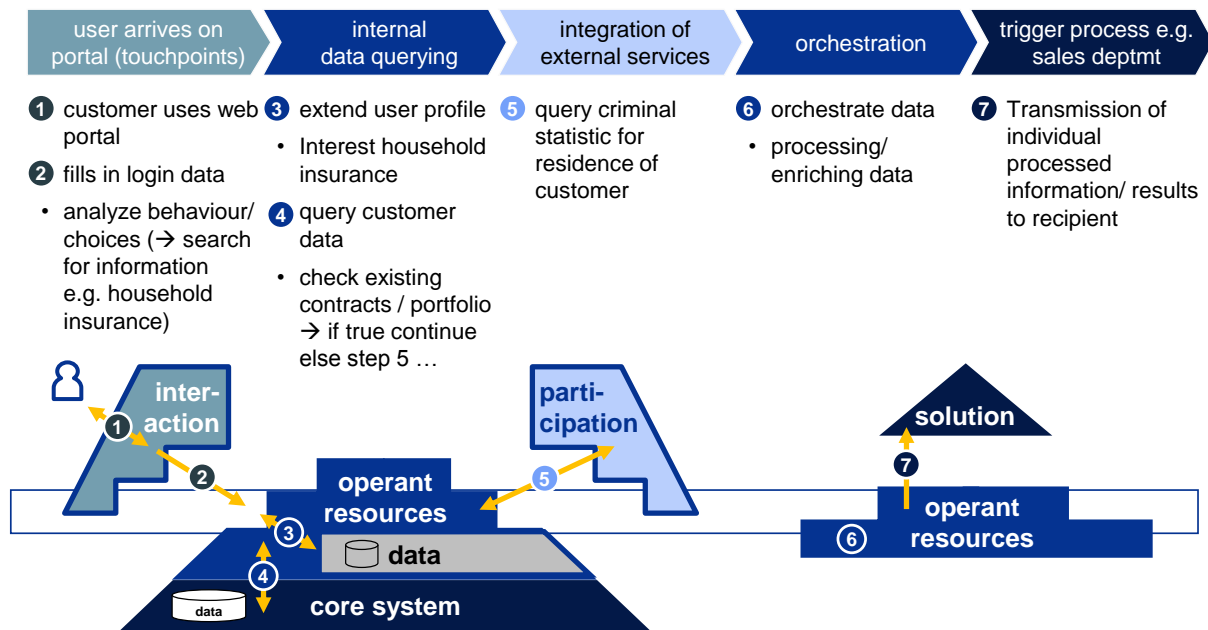 user arrives on
portal (touchpoints)
internal
data querying
integration of
external services
orchestration
trigger process e.g.
sales deptmt
1 customer uses web
portal
2 fills in login data
• analyze behaviour/
choices (→ search
for information
e.g. household
insurance)
3 extend user profile
• Interest household
insurance
4 query customer
data
• check existing
contracts / portfolio
→ if true continue
else step 5 …
5 query criminal
statistic for
residence of
customer
6 orchestrate data
• processing/
enriching data
7 Transmission of
individual
processed
information/ results
to recipient
inter-
action
1
2
parti-
cipation
5
operant
resources
3
data
4
data
core system
solution
7
operant
resources
6